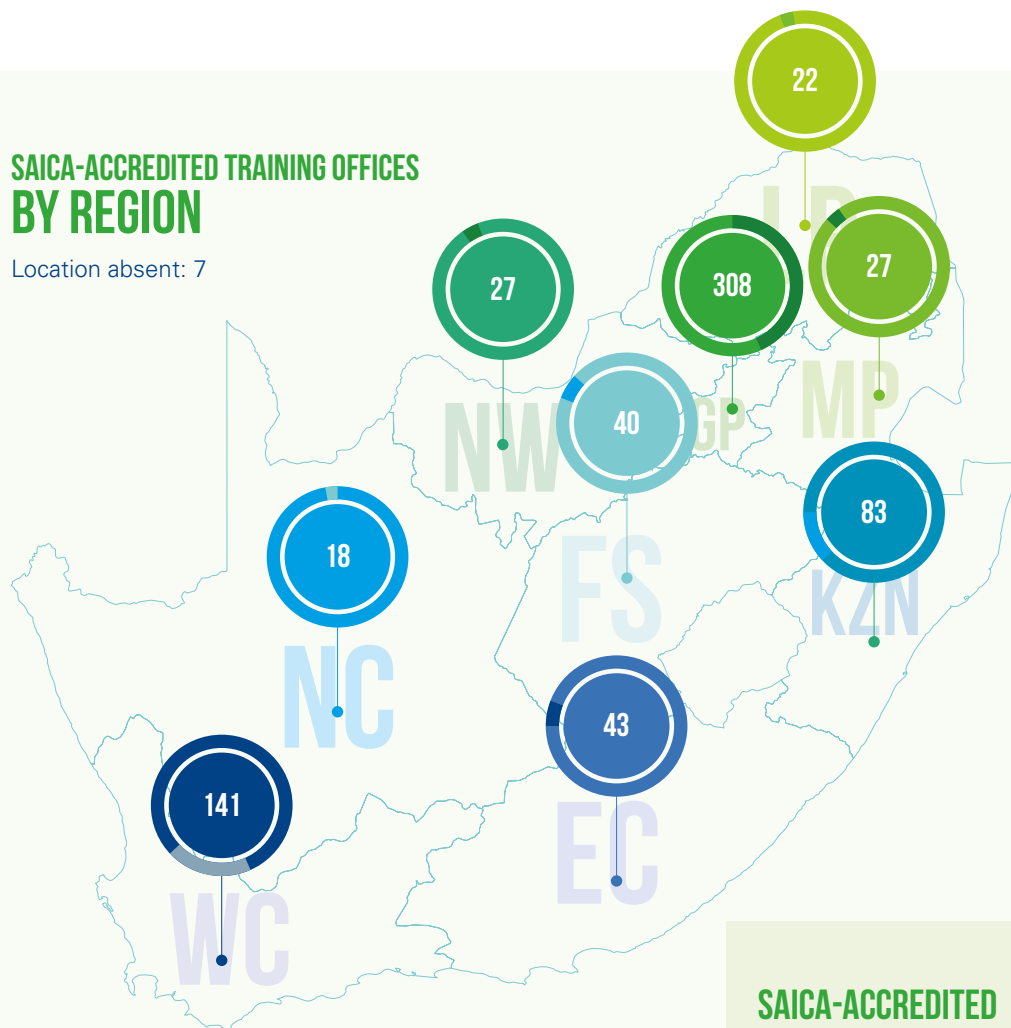 SAICA-ACCREDITED TRAINING OFFICES
BY REGION
Location absent: 7
22
LP
27
308
27
MP
GP
NW
40
83
KZN
18
FS
NC
43
141
EC
WC
SAICA-ACCREDITED